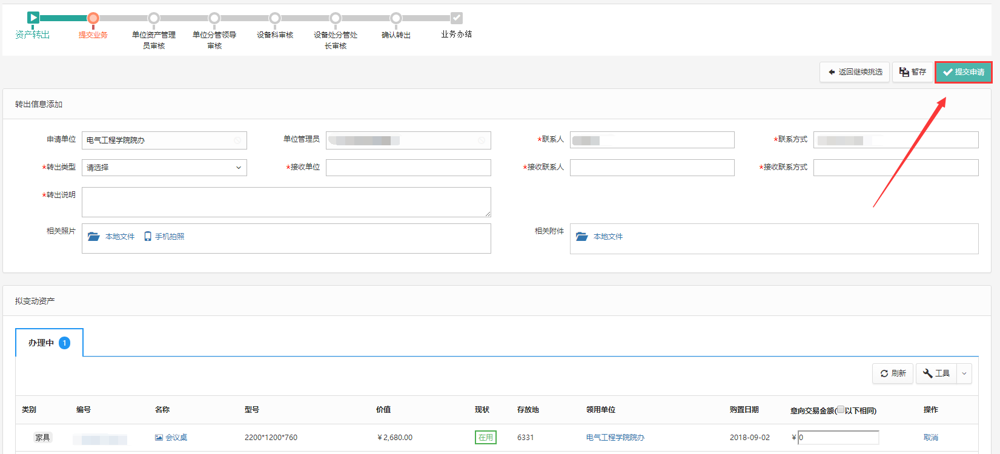 资产转出
提交业务
单位资产管理
员审核
单位分管领导
审核
设备科审核
设备处分管处
长审核
确认转出
业务办结
返回继续挑选
暂存
提交申请
转出信息添加
申请单位 电气工程学院院办
单位管理员
*联系人
*联系方式
*转出类型 请选择
*接收单位
*接收联系人
*接收联系方式
*转出说明
相关照片 本地文件 手机拍照
相关附件 本地文件
拟变动资产
办理中 1
刷新 工具
类别 编号 名称 型号 价值 现状 存放地 领用单位 购置日期 意向交易金额(以下相同) 操作
家具 会议桌 2200*1200*760 ￥2,680.00 在用 6331 电气工程学院院办 2018-09-02 ￥0 取消